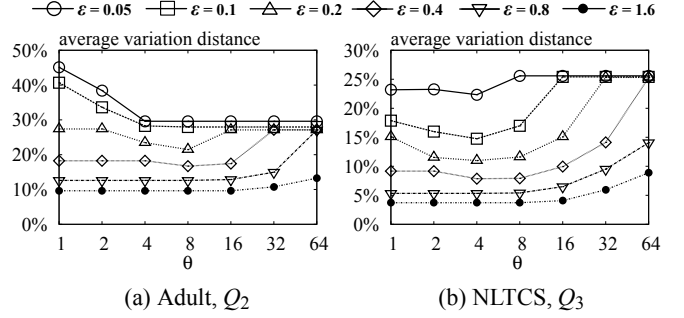 ε = 0.05 ε = 0.1 ε = 0.2 ε = 0.4 ε = 0.8 ε = 1.6
average variation distance
50%
40%
30%
20%
10%
0%
1 2 4 8 16 32 64
θ
(a) Adult, Q2
average variation distance
30%
25%
20%
15%
10%
5%
0%
1 2 4 8 16 32 64
θ
(b) NLTCS, Q3